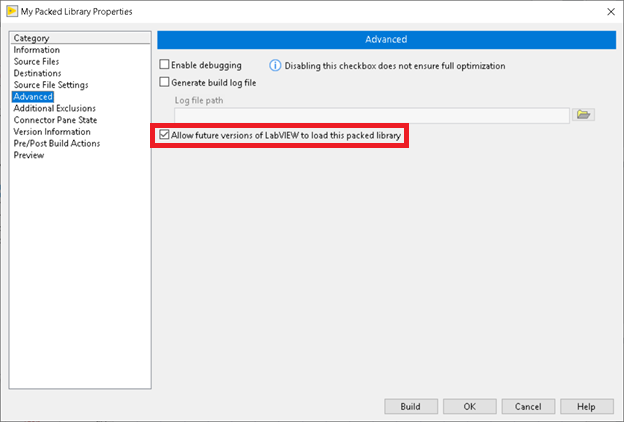 My Packed Library Properties
Category
Information
Source Files
Destinations
Source File Settings
Advanced
Additional Exclusions
Connector Pane State
Version Information
Pre/Post Build Actions
Preview
Advanced
Enable debugging
Disabling this checkbox does not ensure full optimization
Generate build log file
Log file path
Allow future versions of LabVIEW to load this packed library
Build
OK
Cancel
Help